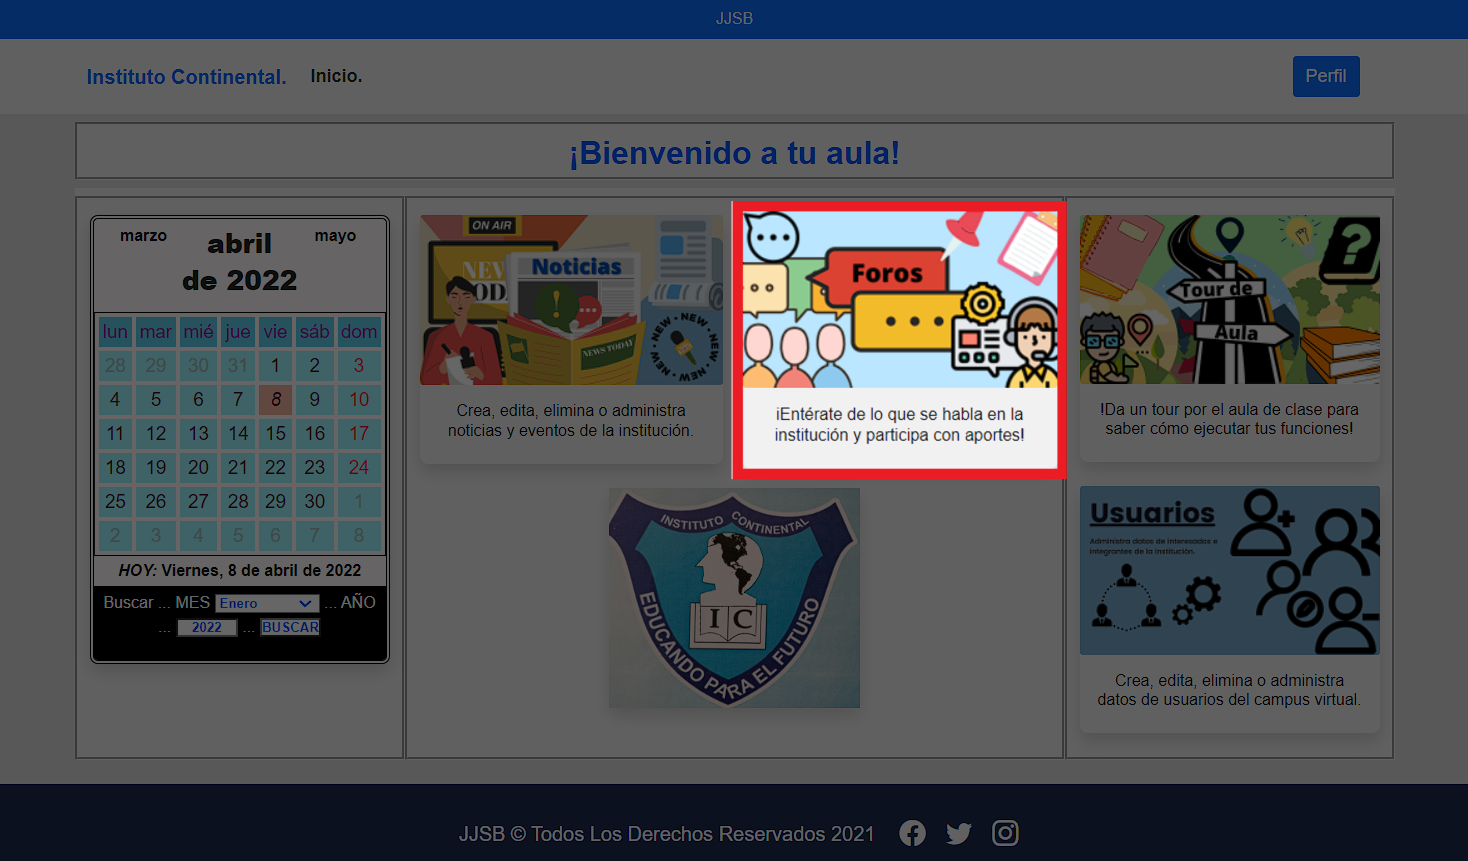 JJSB
Instituto Continental.
Inicio.
Perfil
¡Bienvenido a tu aula!
marzo
abril
mayo
de 2022
lun mar mié jue vie sáb dom
28 29 30 31 1 2 3
4 5 6 7 8 9 10
11 12 13 14 15 16 17
18 19 20 21 22 23 24
25 26 27 28 29 30 1
2 3 4 5 6 7 8
HOY: Viernes, 8 de abril de 2022
Buscar ... MES Enero ... AÑO
... 2022 ... BUSCAR
ON AIR
Noticias
NEWS TODAY
NEW • NEW • NEW • NEW
Crea, edita, elimina o administra
noticias y eventos de la institución.
Foros
¡Entérate de lo que se habla en la
institución y participa con aportes!
INSTITUTO CONTINENTAL
I C
EDUCANDO PARA EL FUTURO
Tour de
Aula
!Da un tour por el aula de clase para
saber cómo ejecutar tus funciones!
Usuarios
Administra datos de interesados e
integrantes de la institución.
Crea, edita, elimina o administra
datos de usuarios del campus virtual.
JJSB © Todos Los Derechos Reservados 2021